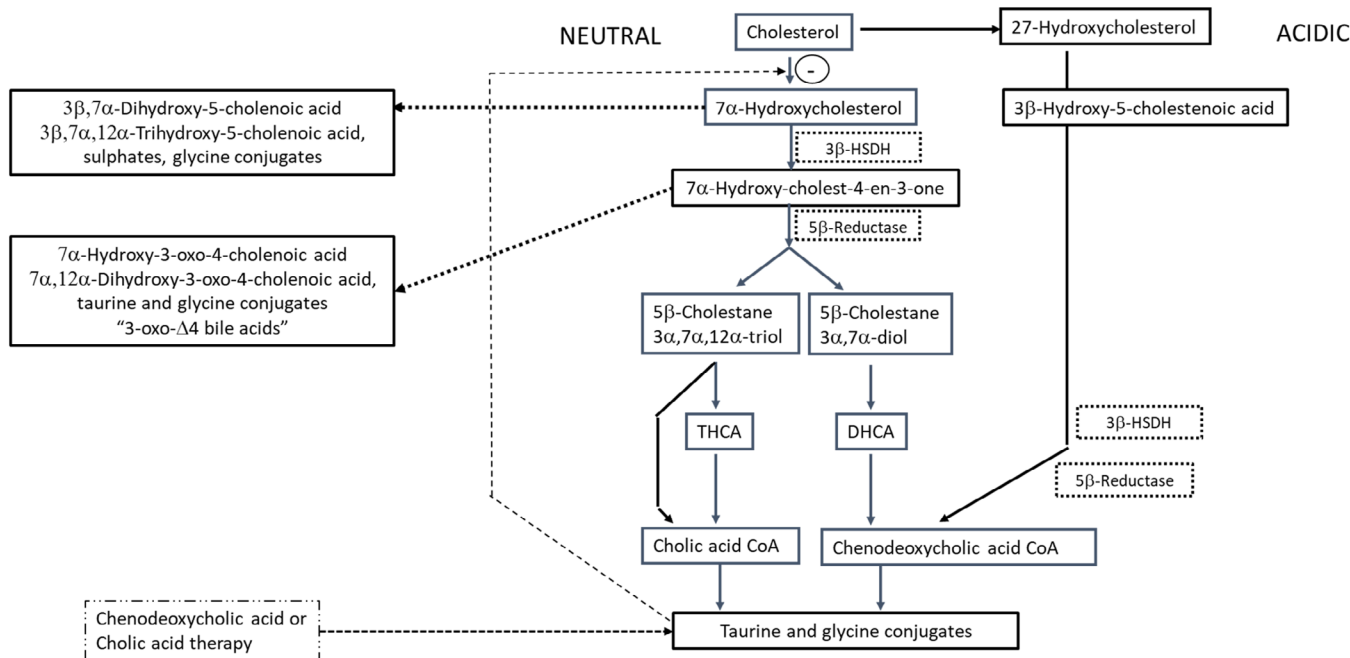 NEUTRAL
Cholesterol
27-Hydroxycholesterol
ACIDIC
-
3β,7α-Dihydroxy-5-cholenoic acid
3β,7α,12α-Trihydroxy-5-cholenoic acid,
sulphates, glycine conjugates
7α-Hydroxycholesterol
3β-Hydroxy-5-cholestenoic acid
3β-HSDH
7α-Hydroxy-cholest-4-en-3-one
5β-Reductase
7α-Hydroxy-3-oxo-4-cholenoic acid
7α,12α-Dihydroxy-3-oxo-4-cholenoic acid,
taurine and glycine conjugates
“3-oxo-Δ4 bile acids”
5β-Cholestane
3α,7α,12α-triol
5β-Cholestane
3α,7α-diol
THCA
DHCA
3β-HSDH
5β-Reductase
Cholic acid CoA
Chenodeoxycholic acid CoA
Chenodeoxycholic acid or
Cholic acid therapy
Taurine and glycine conjugates